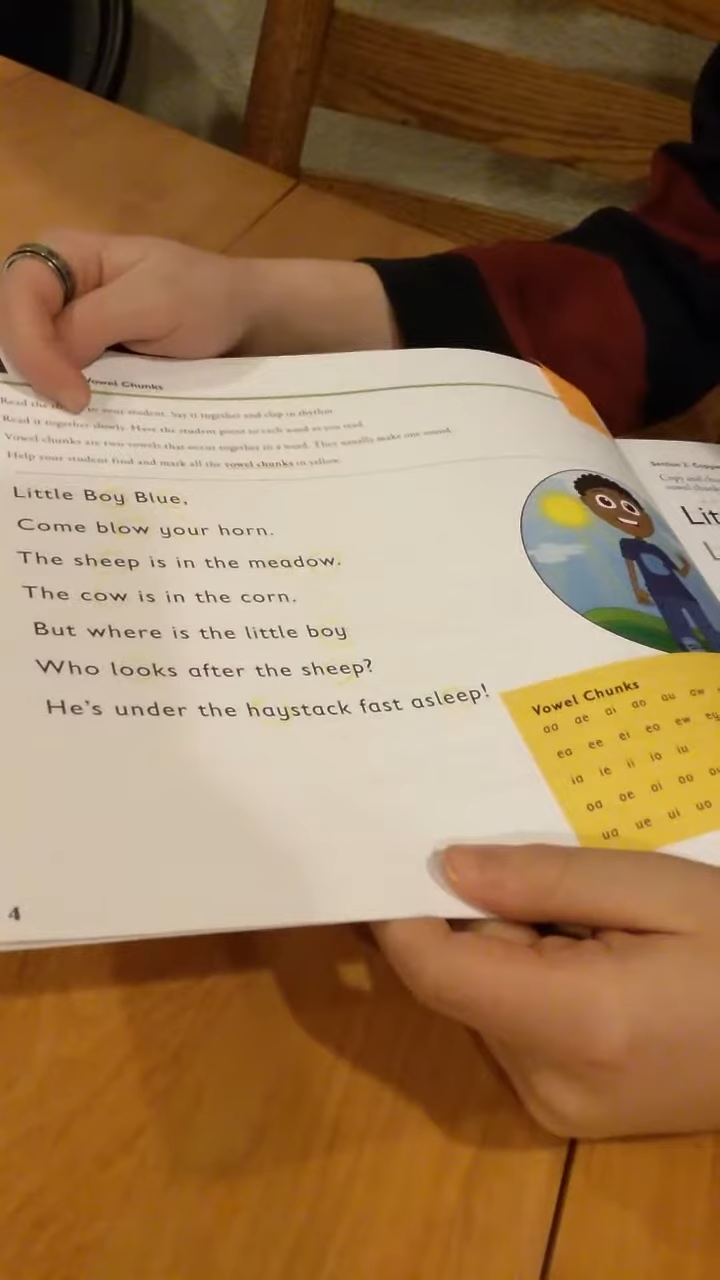 Vowel Chunks
Read the to your student. Say it together and clap in rhythm.
Read it together slowly. Have the student point to each word as you read.
Vowel chunks are two vowels that occur together in a word. They usually make one sound.
Help your student find and mark all the vowel chunks in yellow.
Little Boy Blue,
Come blow your horn.
The sheep is in the meadow.
The cow is in the corn.
But where is the little boy
Who looks after the sheep?
He's under the haystack fast asleep!
4
Vowel Chunks
aa ae ai ao au aw
ea ee ei eo ew ey
ia ie ii io iu
oa oe oi oo
ua ue ui uo
Section 2:
Lit
L